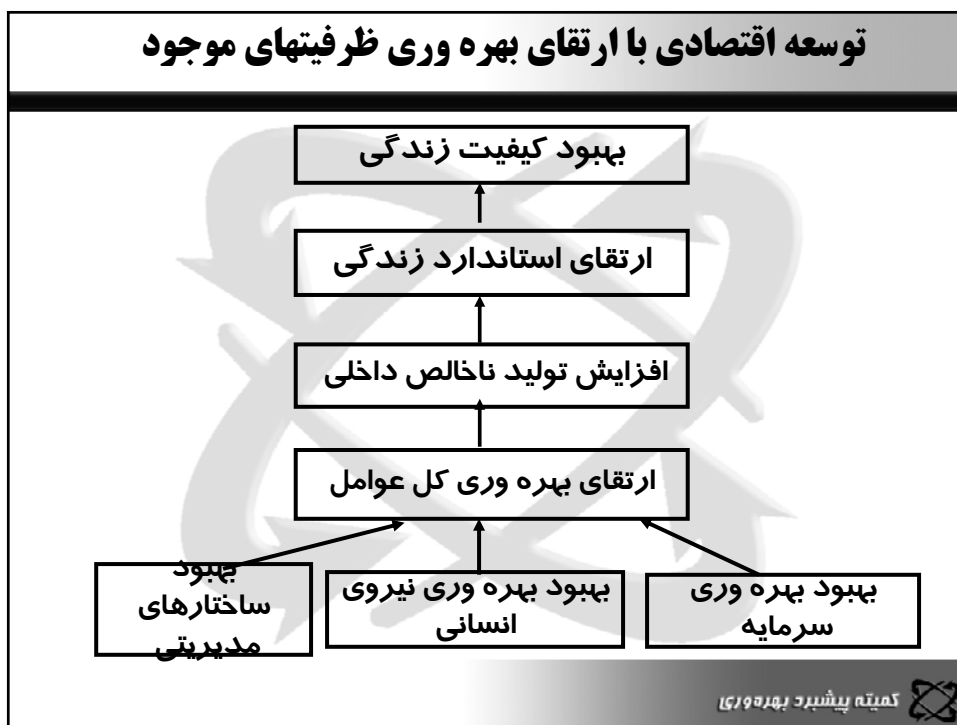 توسعه اقتصادی با ارتقای بهره وری ظرفیتهای موجود
بهبود کیفیت زندگی
ارتقای استاندارد زندگی
افزایش تولید ناخالص داخلی
ارتقای بهره وری کل عوامل
بهبود بهره وری
سرمایه
بهبود بهره وری نیروی
انسانی
بهبود
ساختارهای
مدیریتی
کمیته پیشبرد بهره‌وری